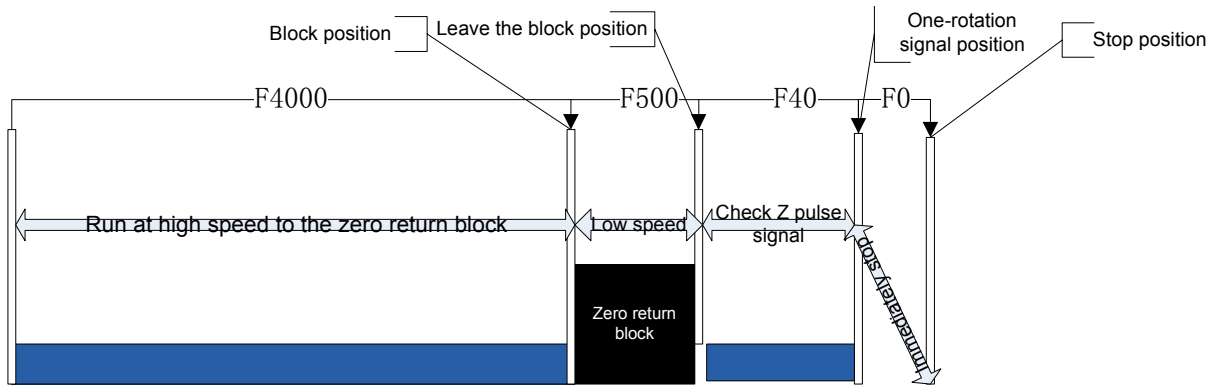 Block position
Leave the block position
One-rotation
signal position
Stop position
F4000
F500
F40
F0
Run at high speed to the zero return block
Low speed
Check Z pulse
signal
immediately stop
Zero return
block